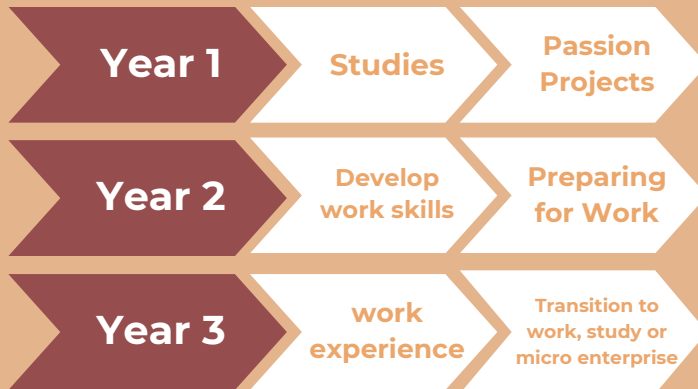 Year 1
Studies
Passion
Projects
Year 2
Develop
work skills
Preparing
for Work
Year 3
work
experience
Transition to
work, study or
micro enterprise